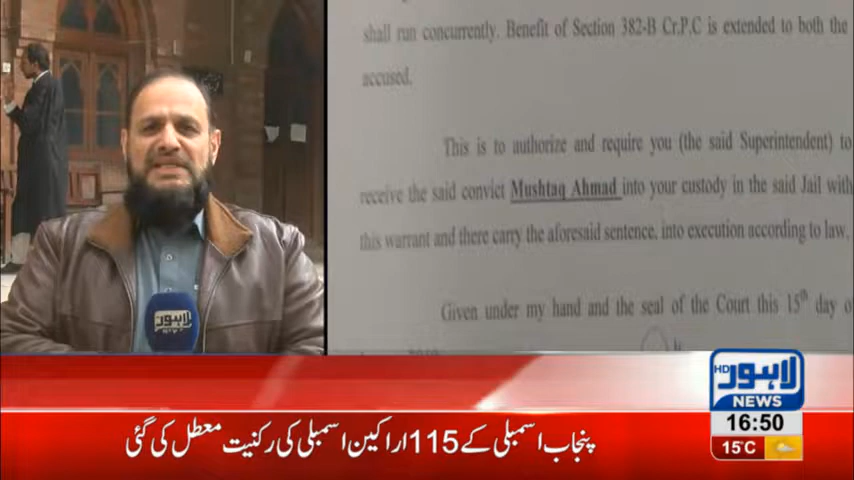 shall run concurrently. Benefit of Section 382-B Cr.P.C is extended to both the
accused.
This is to authorize and require you (the said Superintendent) to
receive the said convict Mushtaq Ahmad into your custody in the said Jail with
this warrant and there carry the aforesaid sentence, into execution according to law.
Given under my hand and the seal of the Court this 15th day of
لاہور
NEWS
HD
لاہور
NEWS
16:50
15°C
پنجاب اسمبلی کے 115 اراکین اسمبلی کی رکنیت معطل کی گئی